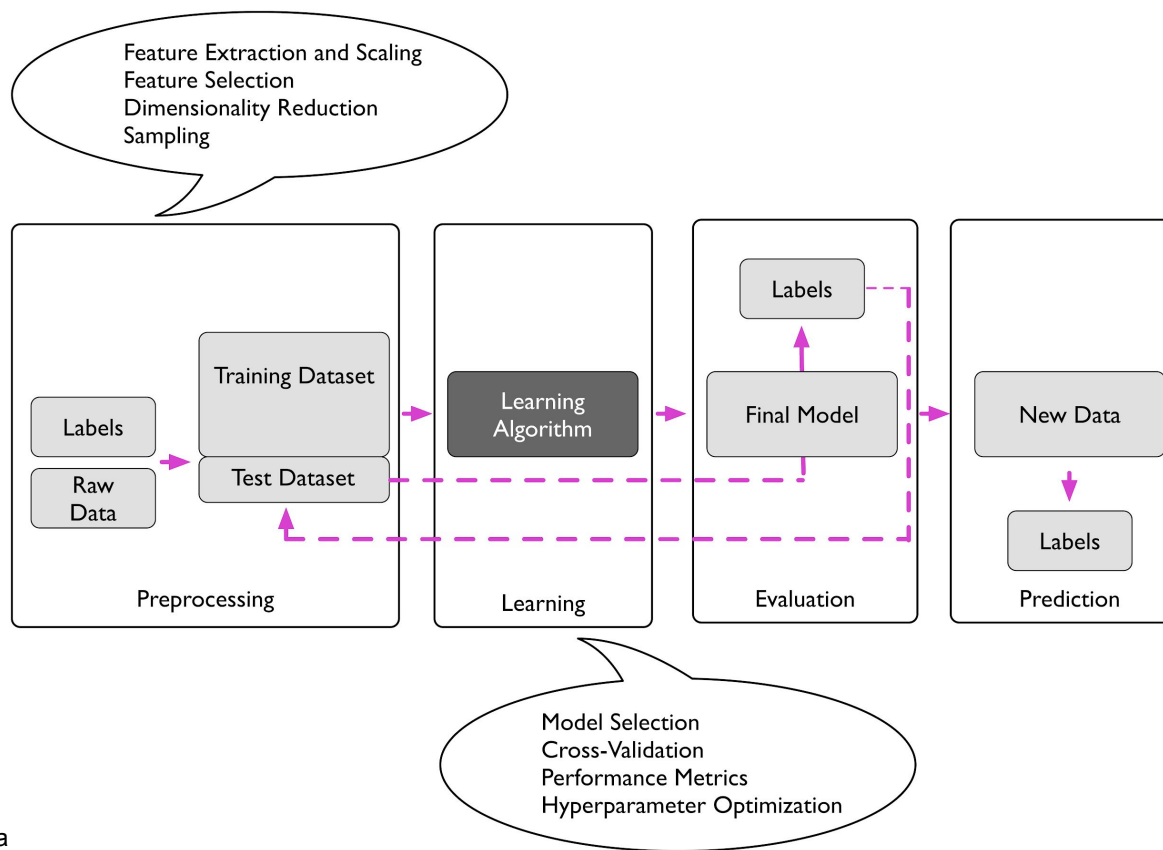 Feature Extraction and Scaling
Feature Selection
Dimensionality Reduction
Sampling
Labels
Raw
Data
Training Dataset
Test Dataset
Preprocessing
Learning
Algorithm
Learning
Labels
Final Model
Evaluation
New Data
Labels
Prediction
Model Selection
Cross-Validation
Performance Metrics
Hyperparameter Optimization
a